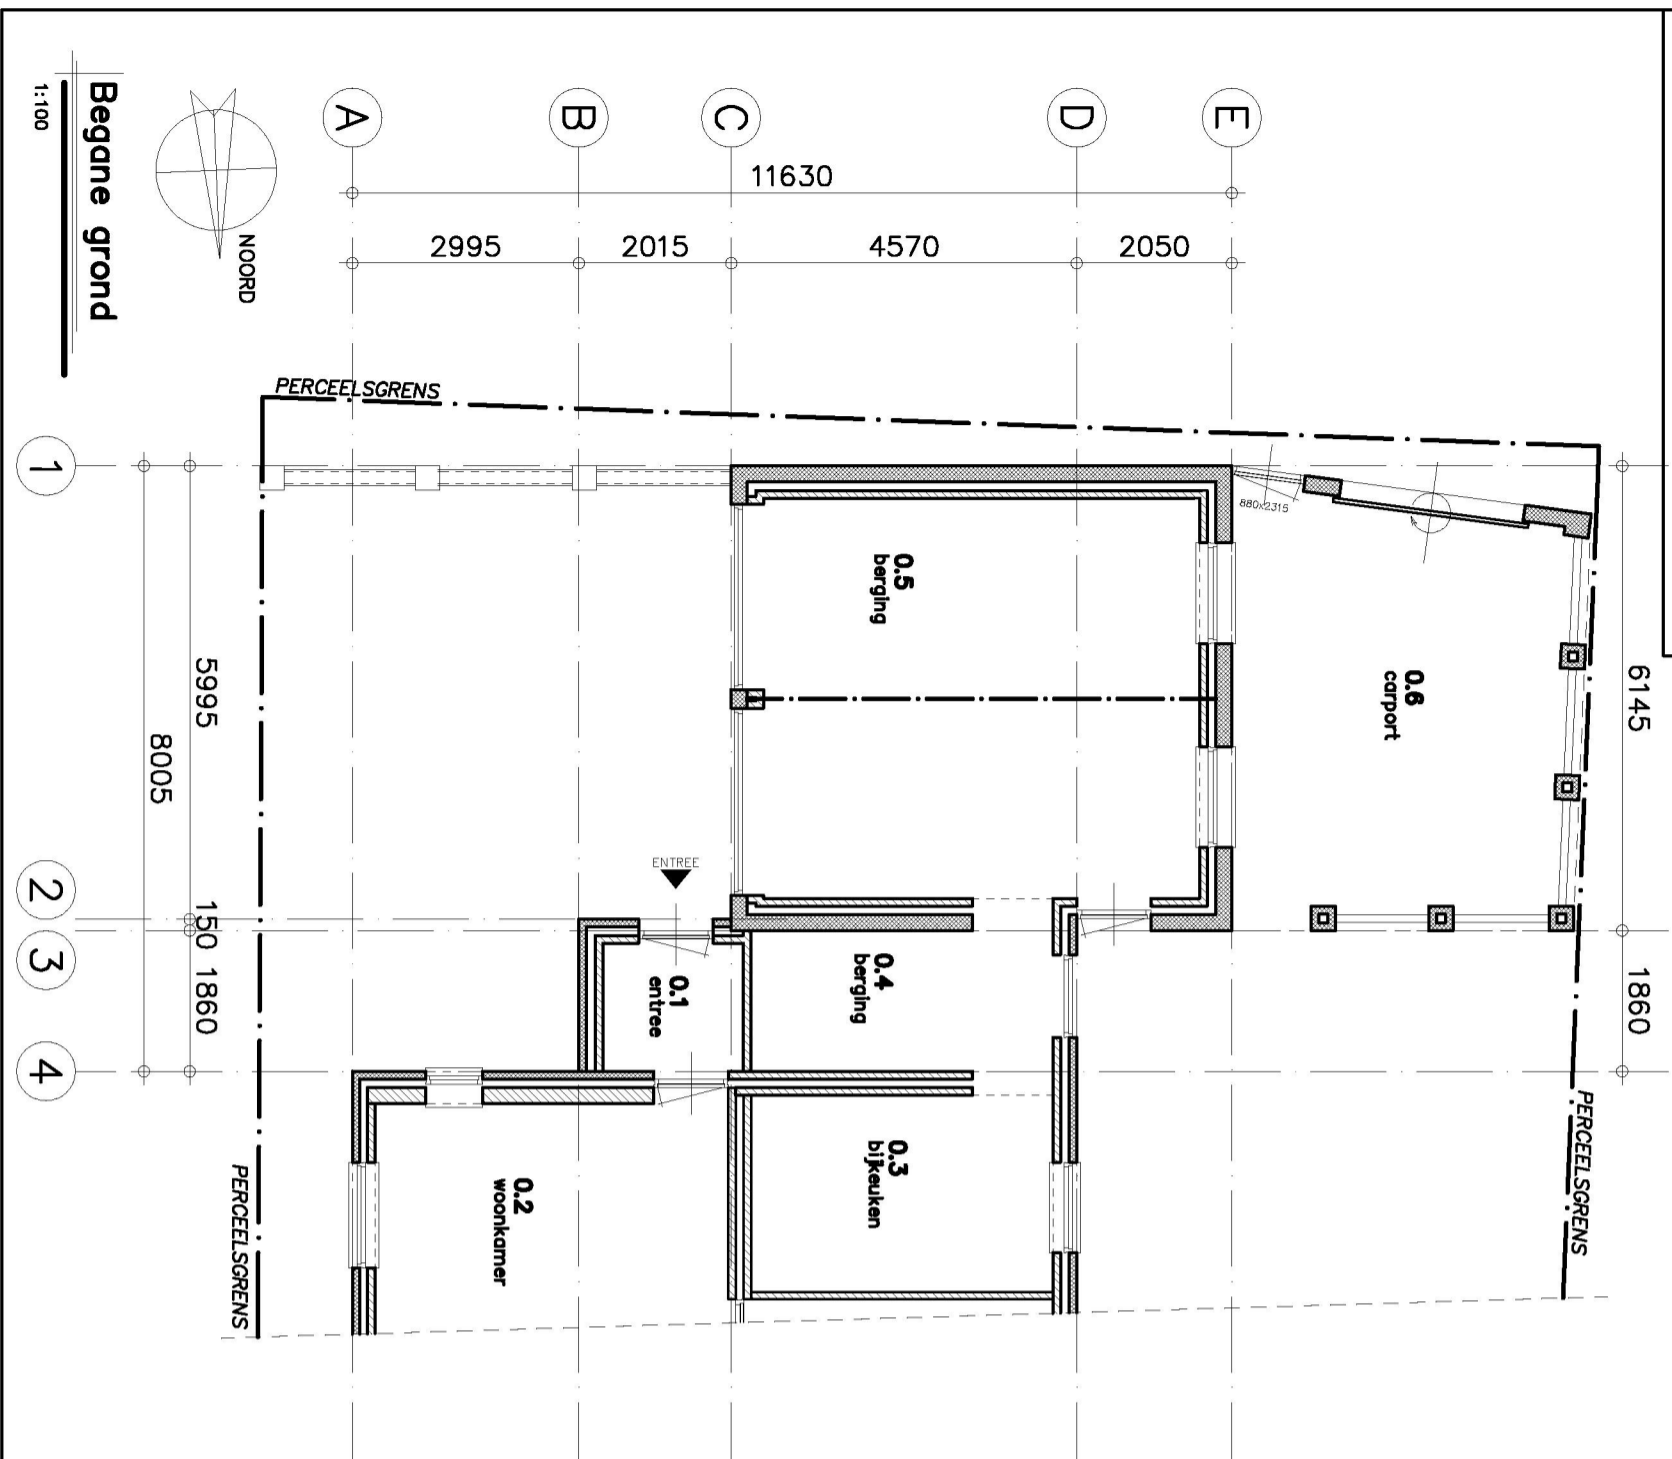 Begane grond
1:100
NOORD
A
B
C
D
E
11630
2995
2015
4570
2050
PERCEELSGRENS
1
2
3
4
5995
150
1860
8005
6145
1860
880x2315
0.5
berging
0.6
carport
ENTREE
0.1
entree
0.4
berging
0.3
bijkeuken
0.2
woonkamer
PERCEELSGRENS
PERCEELSGRENS